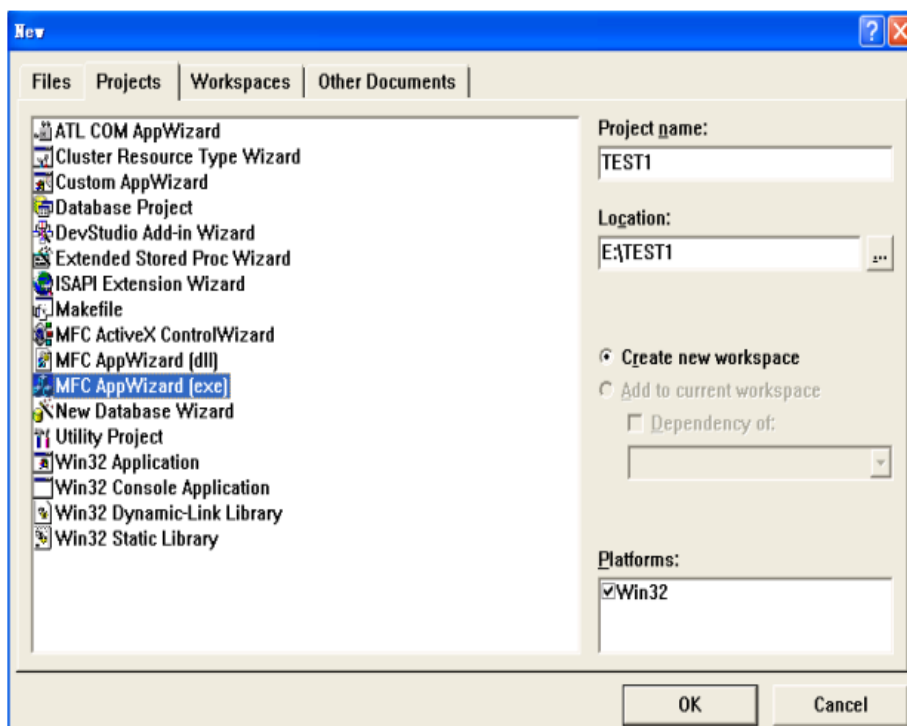 New
Files Projects Workspaces Other Documents
ATL COM AppWizard
Cluster Resource Type Wizard
Custom AppWizard
Database Project
DevStudio Add-in Wizard
Extended Stored Proc Wizard
ISAPI Extension Wizard
Makefile
MFC ActiveX ControlWizard
MFC AppWizard (dll)
MFC AppWizard (exe)
New Database Wizard
Utility Project
Win32 Application
Win32 Console Application
Win32 Dynamic-Link Library
Win32 Static Library
Project name:
TEST1
Location:
E:\TEST1
...
Create new workspace
Add to current workspace
Dependency of:
Platforms:
Win32
OK Cancel